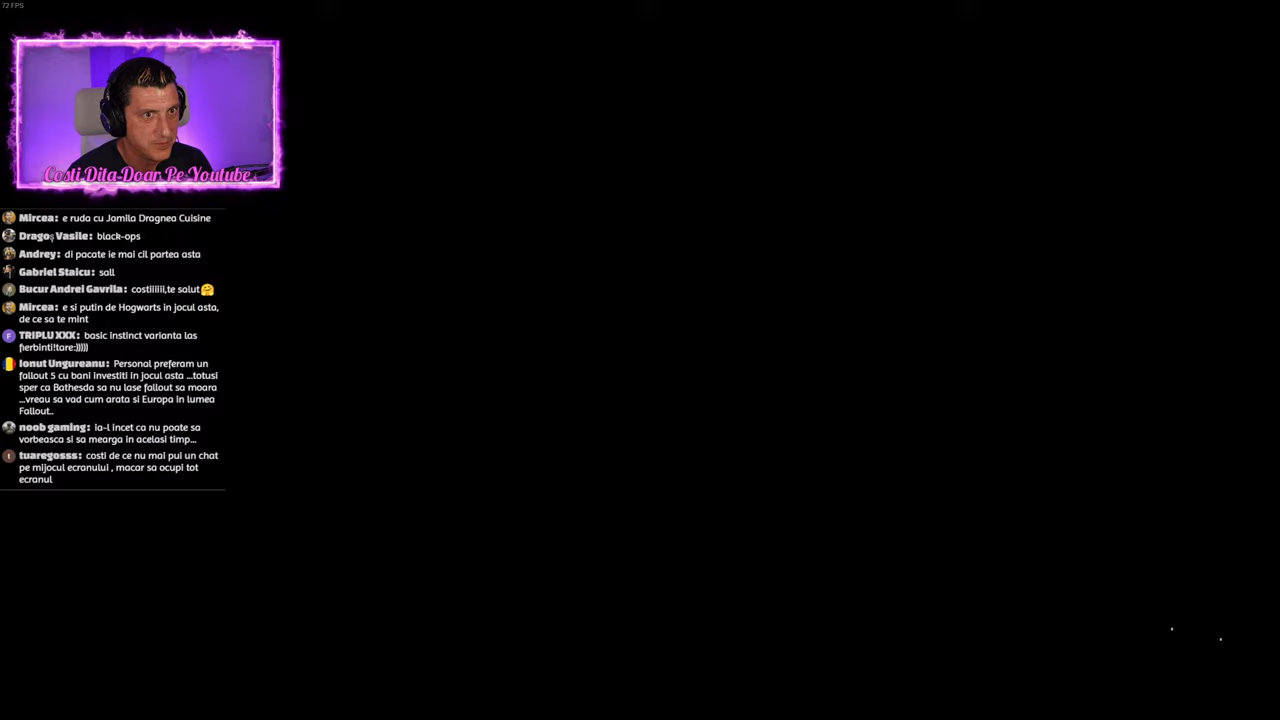 72 FPS
Costi Dita Doar Pe Youtube
Mircea: e ruda cu Jamila Dragnea Cuisine
Dragoș Vasile: black-ops
Andrey: di pacate ie mai cil partea asta
Gabriel Staicu: sall
Bucur Andrei Gavrila: costiiiiii,te salut🤗
Mircea: e si putin de Hogwarts in jocul asta,
de ce sa te mint
TRIPLU XXX: basic instinct varianta las
fierbinti!tare:)))))
Ionut Ungureanu: Personal preferam un
fallout 5 cu bani investiti in jocul asta ...totusi
sper ca Bathesda sa nu lase fallout sa moara
...vreau sa vad cum arata si Europa in lumea
Fallout..
noob gaming: ia-l incet ca nu poate sa
vorbeasca si sa mearga in acelasi timp...
tuaregosss: costi de ce nu mai pui un chat
pe mijocul ecranului , macar sa ocupi tot
ecranul